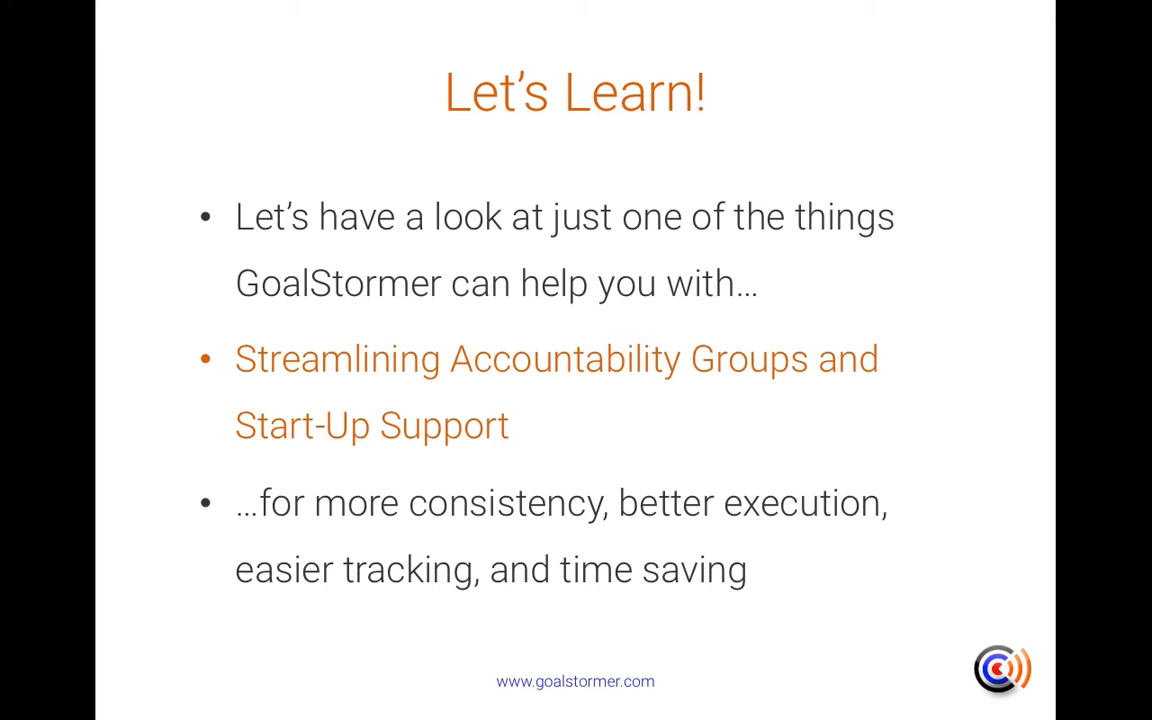 Let’s Learn!
• Let’s have a look at just one of the things
GoalStormer can help you with…
• Streamlining Accountability Groups and
Start-Up Support
• …for more consistency, better execution,
easier tracking, and time saving
www.goalstormer.com